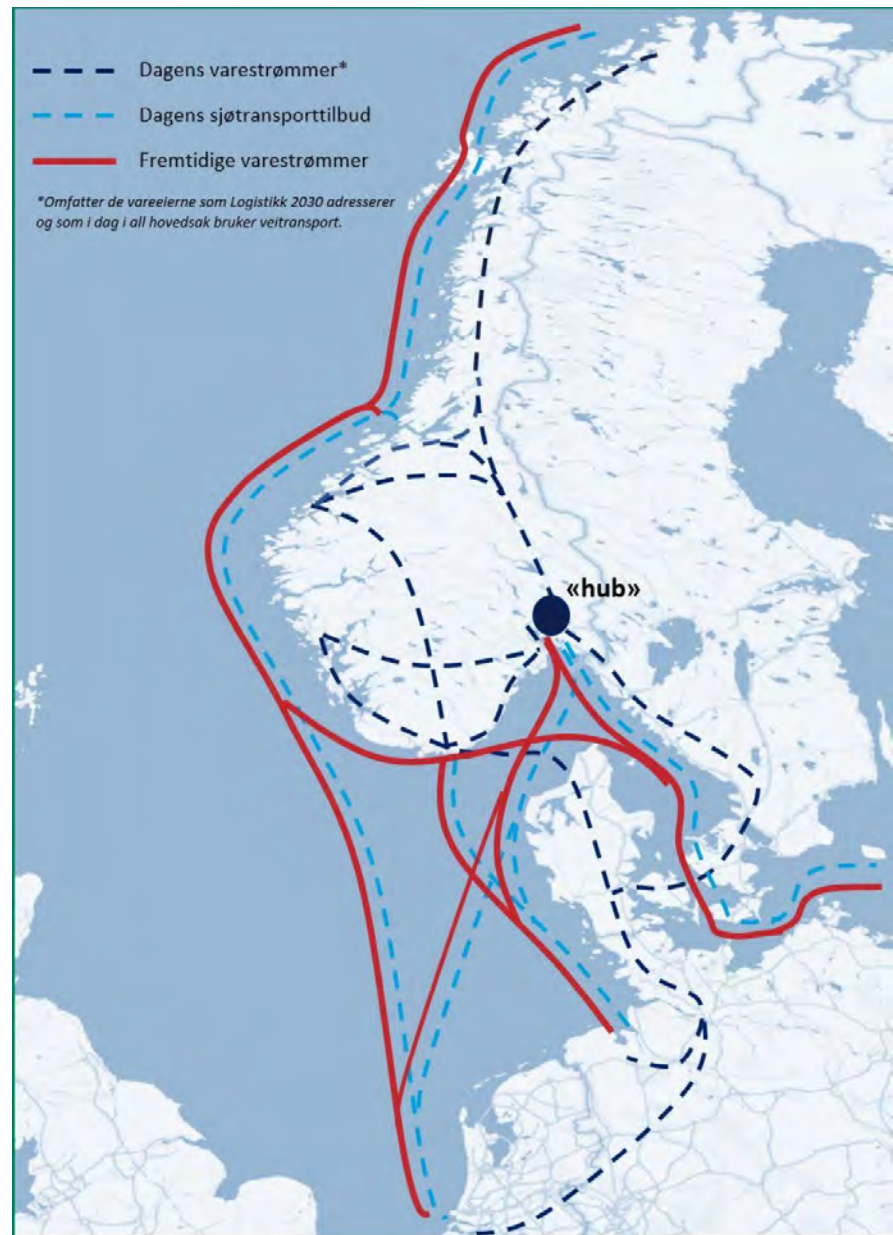 Dagens varestrømmer*
Dagens sjøtransporttilbud
Fremtidige varestrømmer
*Omfatter de vareeierne som Logistikk 2030 adresserer
og som i dag i all hovedsak bruker veitransport.
«hub»